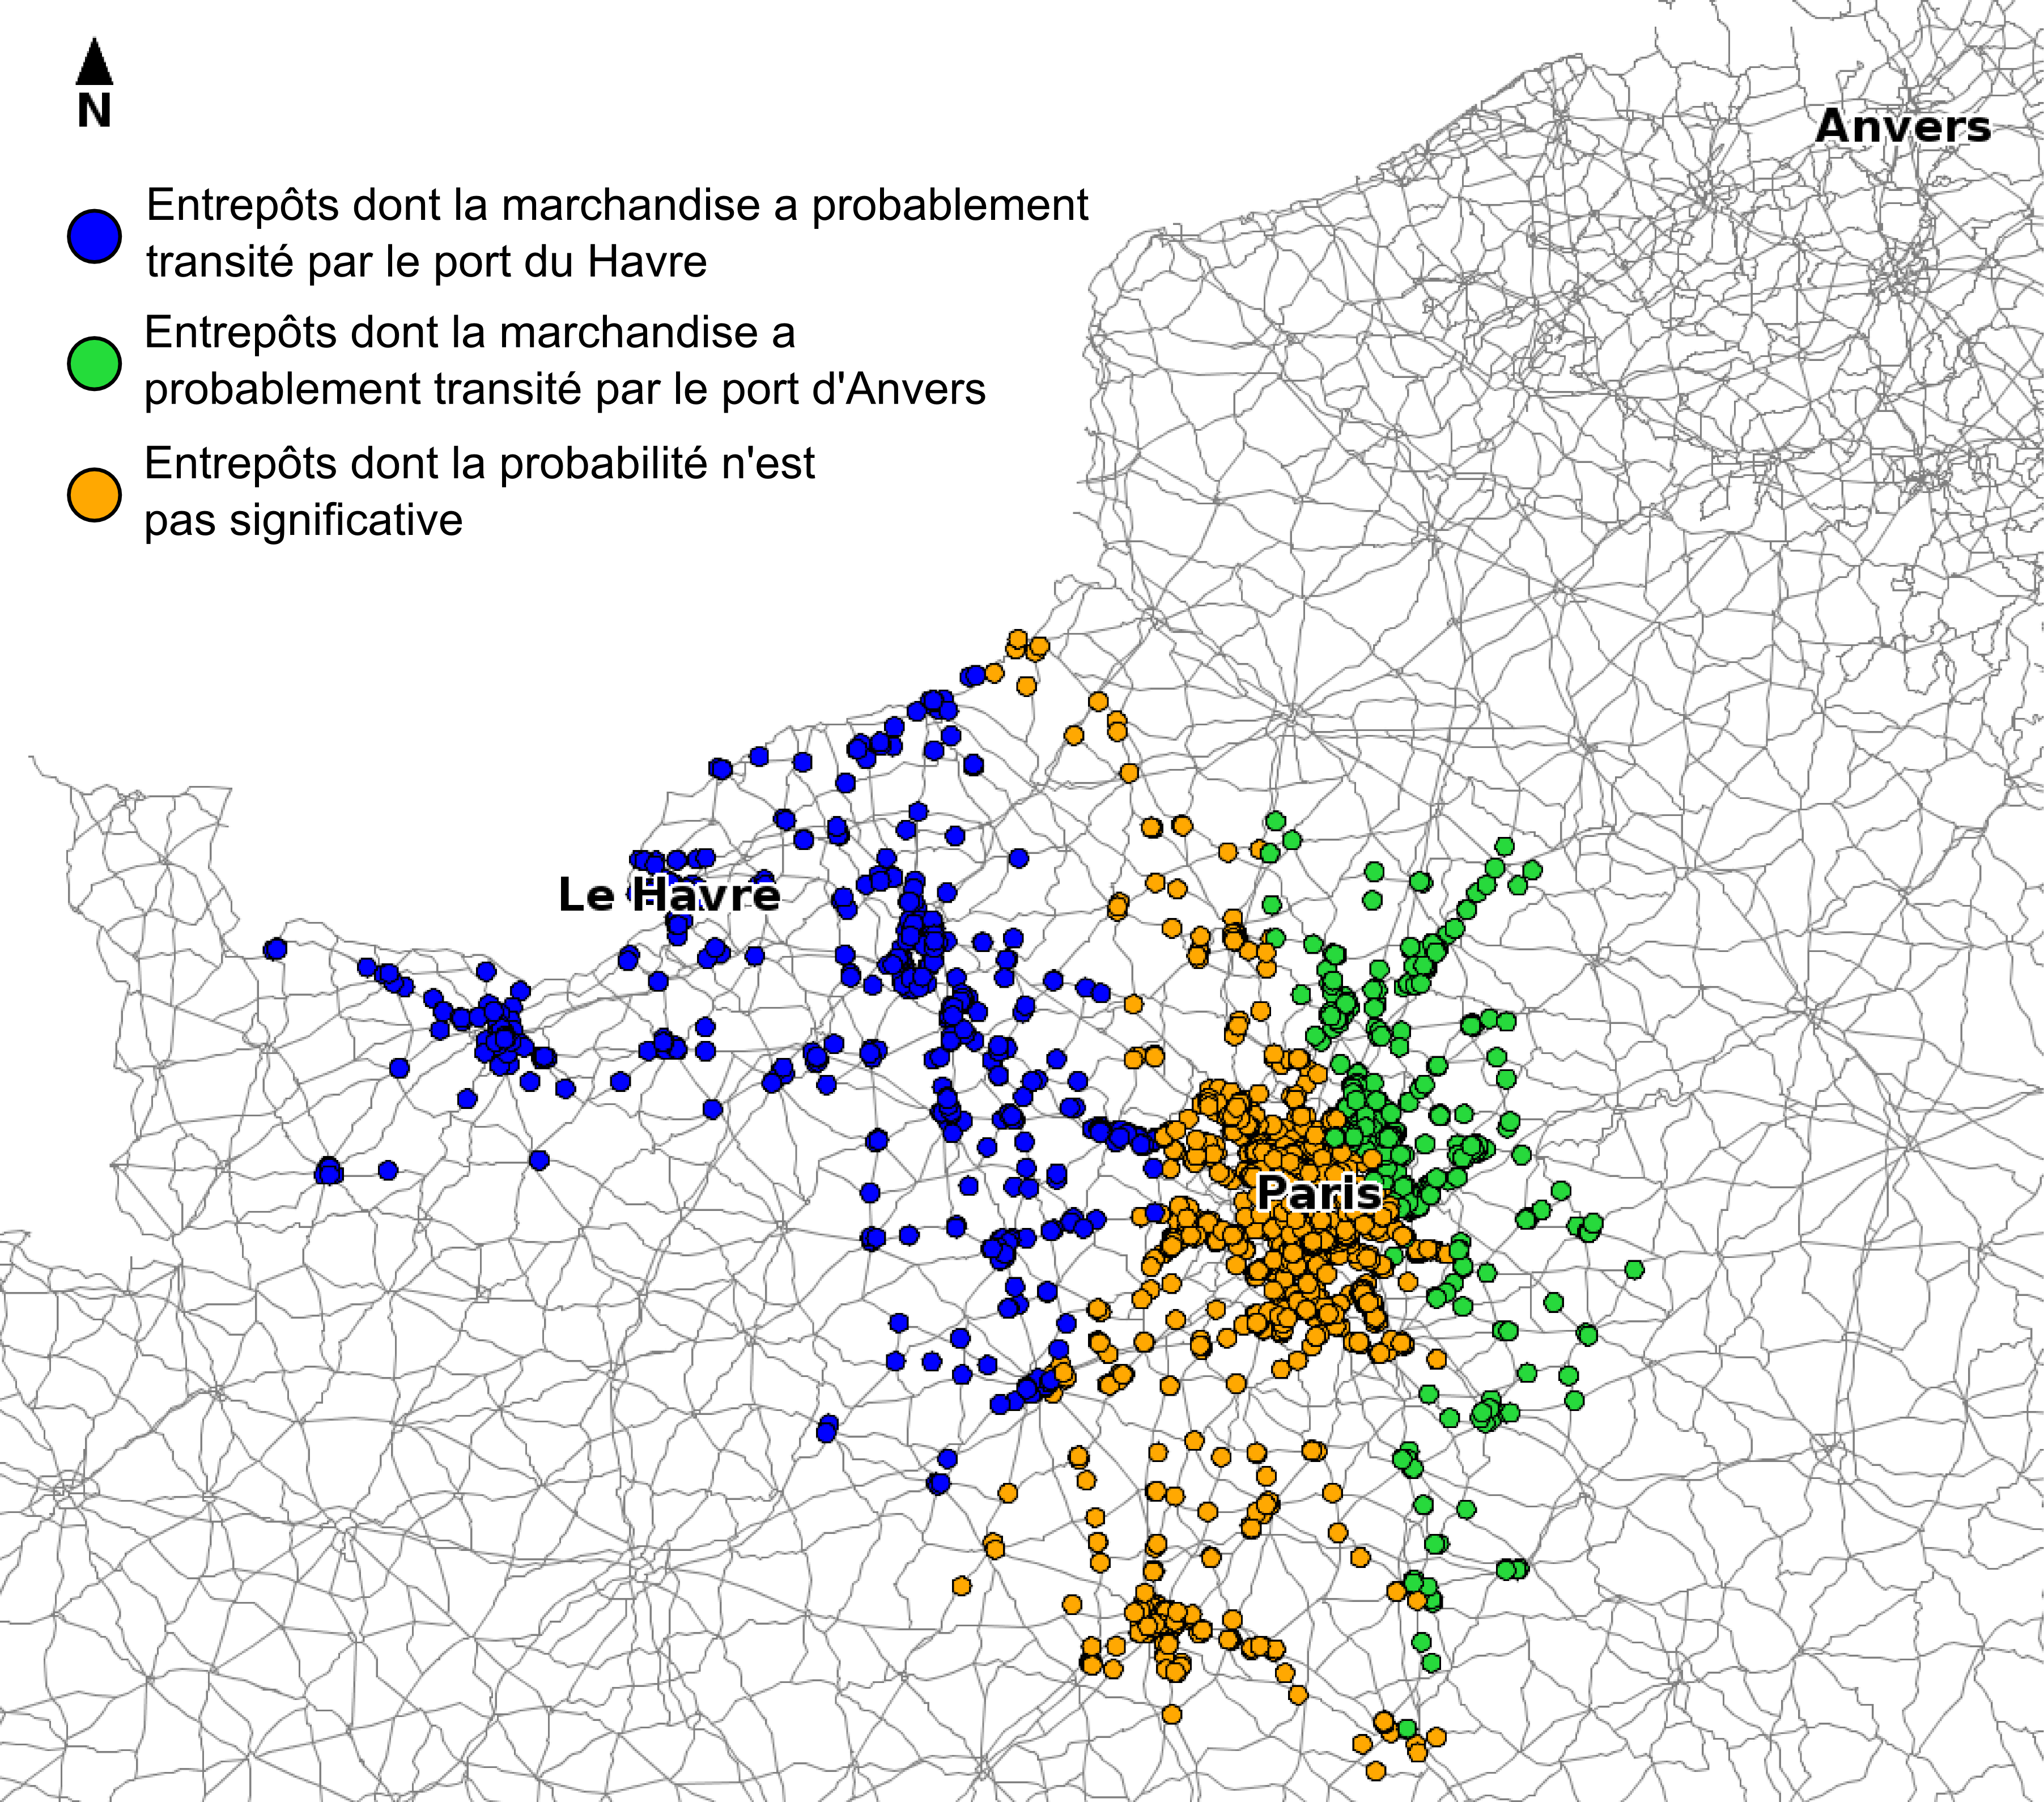 N
Anvers
Entrepôts dont la marchandise a probablement
transité par le port du Havre
Entrepôts dont la marchandise a
probablement transité par le port d'Anvers
Entrepôts dont la probabilité n'est
pas significative
Le Havre
Paris